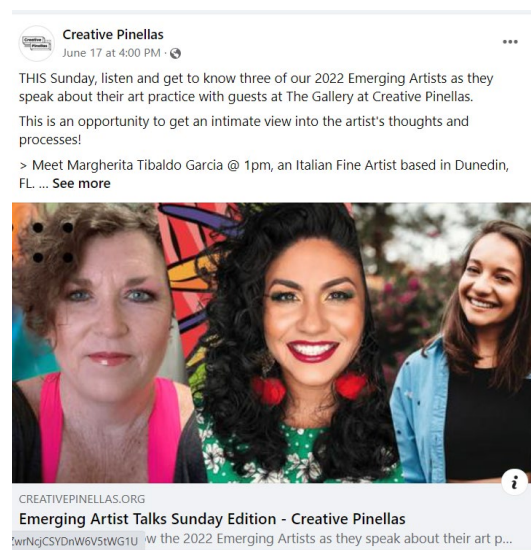 Creative Pinellas
Creative
Pinellas
June 17 at 4:00 PM ·
THIS Sunday, listen and get to know three of our 2022 Emerging Artists as they
speak about their art practice with guests at The Gallery at Creative Pinellas.
This is an opportunity to get an intimate view into the artist's thoughts and
processes!
> Meet Margherita Tibaldo Garcia @ 1pm, an Italian Fine Artist based in Dunedin,
FL. ... See more
i
CREATIVEPINELLAS.ORG
Emerging Artist Talks Sunday Edition - Creative Pinellas
ZwrNcjCSYDnW6V5tWG1U w the 2022 Emerging Artists as they speak about their art p...